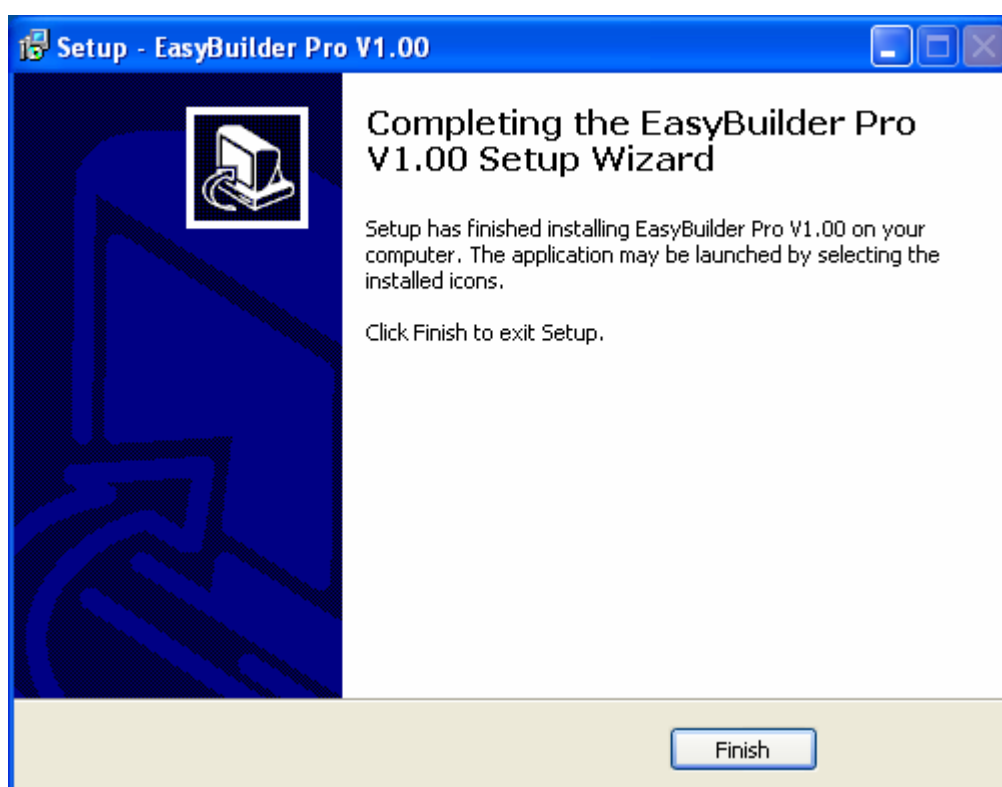 Setup - EasyBuilder Pro V1.00
Completing the EasyBuilder Pro
V1.00 Setup Wizard
Setup has finished installing EasyBuilder Pro V1.00 on your
computer. The application may be launched by selecting the
installed icons.
Click Finish to exit Setup.
Finish